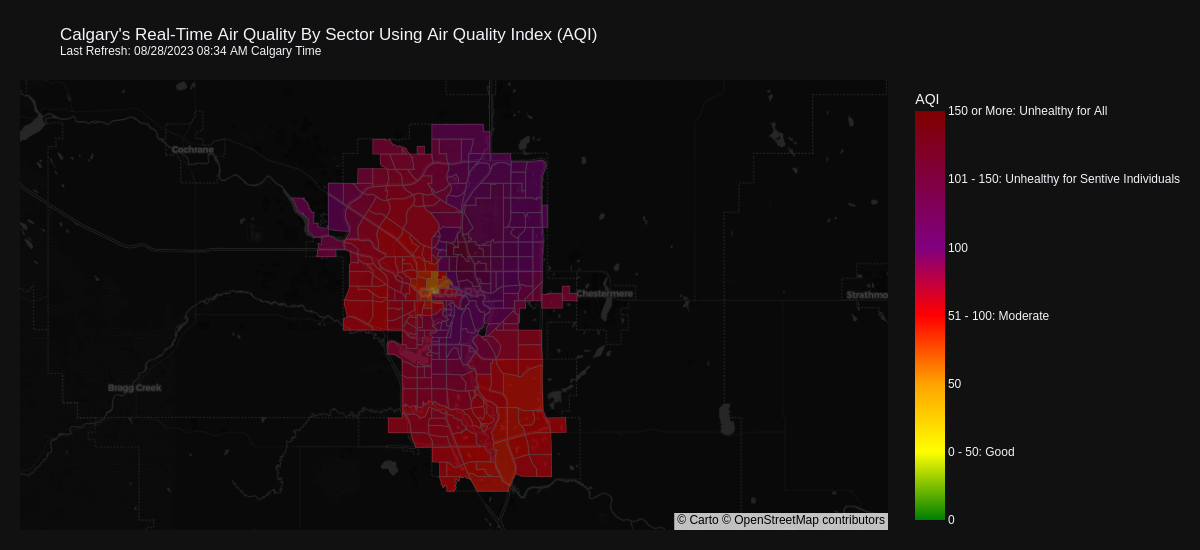 Calgary's Real-Time Air Quality By Sector Using Air Quality Index (AQI)
Last Refresh: 08/28/2023 08:34 AM Calgary Time
AQI
150 or More: Unhealthy for All
Cochrane
101 - 150: Unhealthy for Sentive Individuals
100
Chestermere
Strathmo
51 - 100: Moderate
50
Bragg Creek
0 - 50: Good
0
© Carto © OpenStreetMap contributors